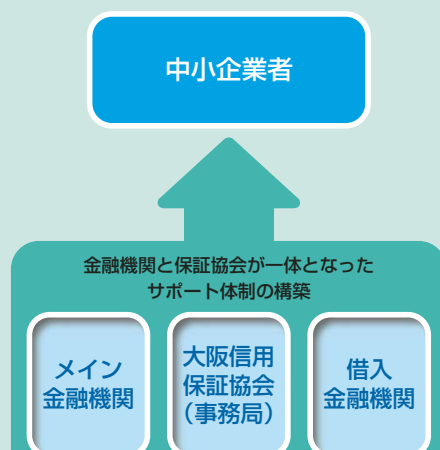 中小企業者
金融機関と保証協会が一体となった
サポート体制の構築
メイン
金融機関
大阪信用
保証協会
（事務局）
借入
金融機関